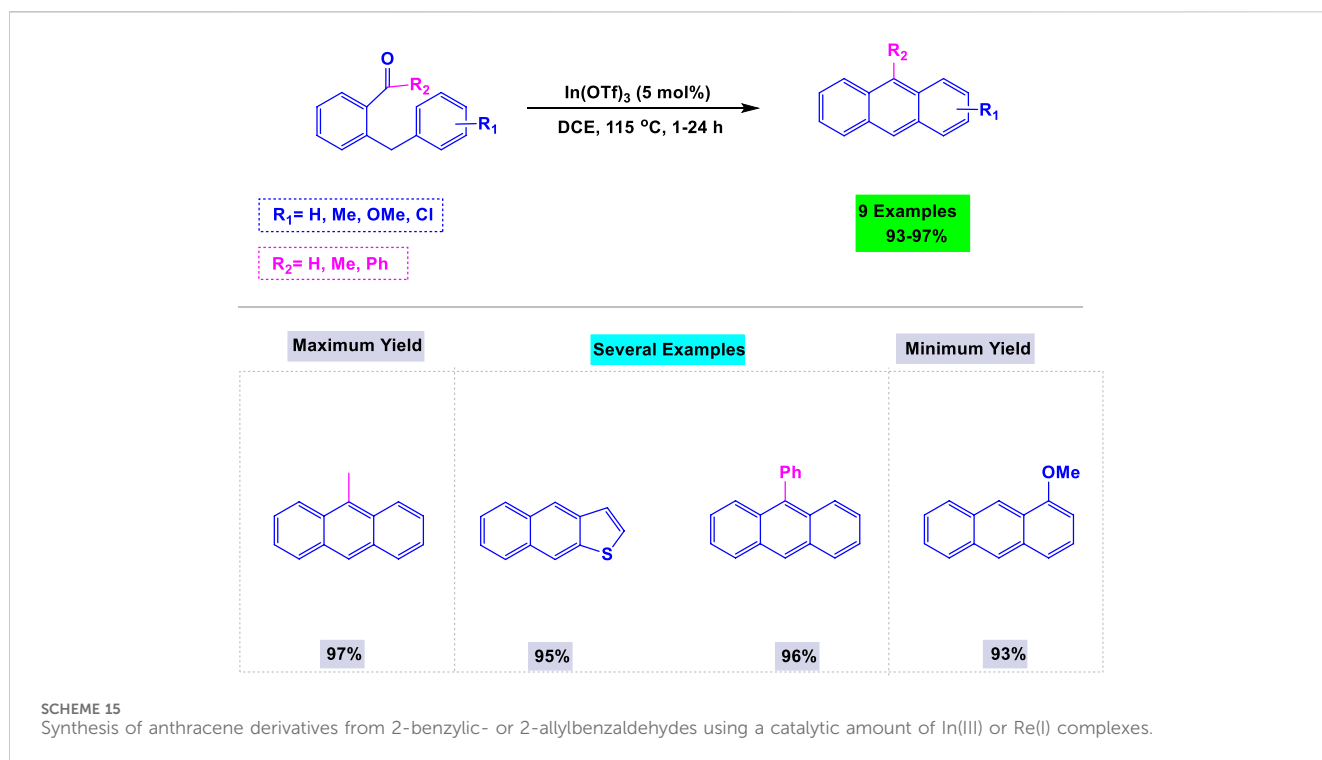 O
R2
R1
In(OTf)3 (5 mol%)
DCE, 115 oC, 1-24 h
R2
R1
R1= H, Me, OMe, Cl
R2= H, Me, Ph
9 Examples
93-97%
Maximum Yield
Several Examples
Minimum Yield
S
Ph
OMe
97%
95%
96%
93%
SCHEME 15
Synthesis of anthracene derivatives from 2-benzylic- or 2-allylbenzaldehydes using a catalytic amount of In(III) or Re(I) complexes.